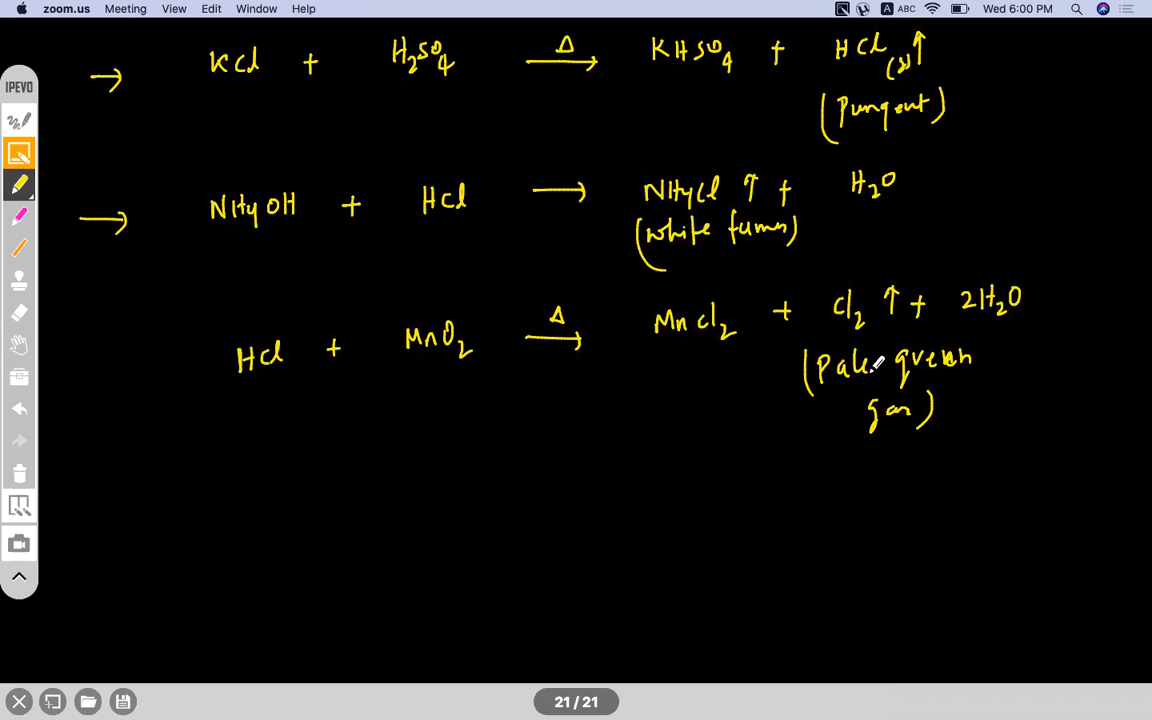 zoom.us Meeting View Edit Window Help ABC Wed 6:00 PM
→ KCl + H₂SO₄ Δ→ KHSO₄ + HCl(g)↑
(Pungent)
IPEVO
→ NH₄OH + HCl → NH₄Cl ↑ + H₂O
(white fumes)
HCl + MnO₂ Δ→ MnCl₂ + Cl₂ ↑ + 2H₂O
(Pale green
gas)
21 / 21